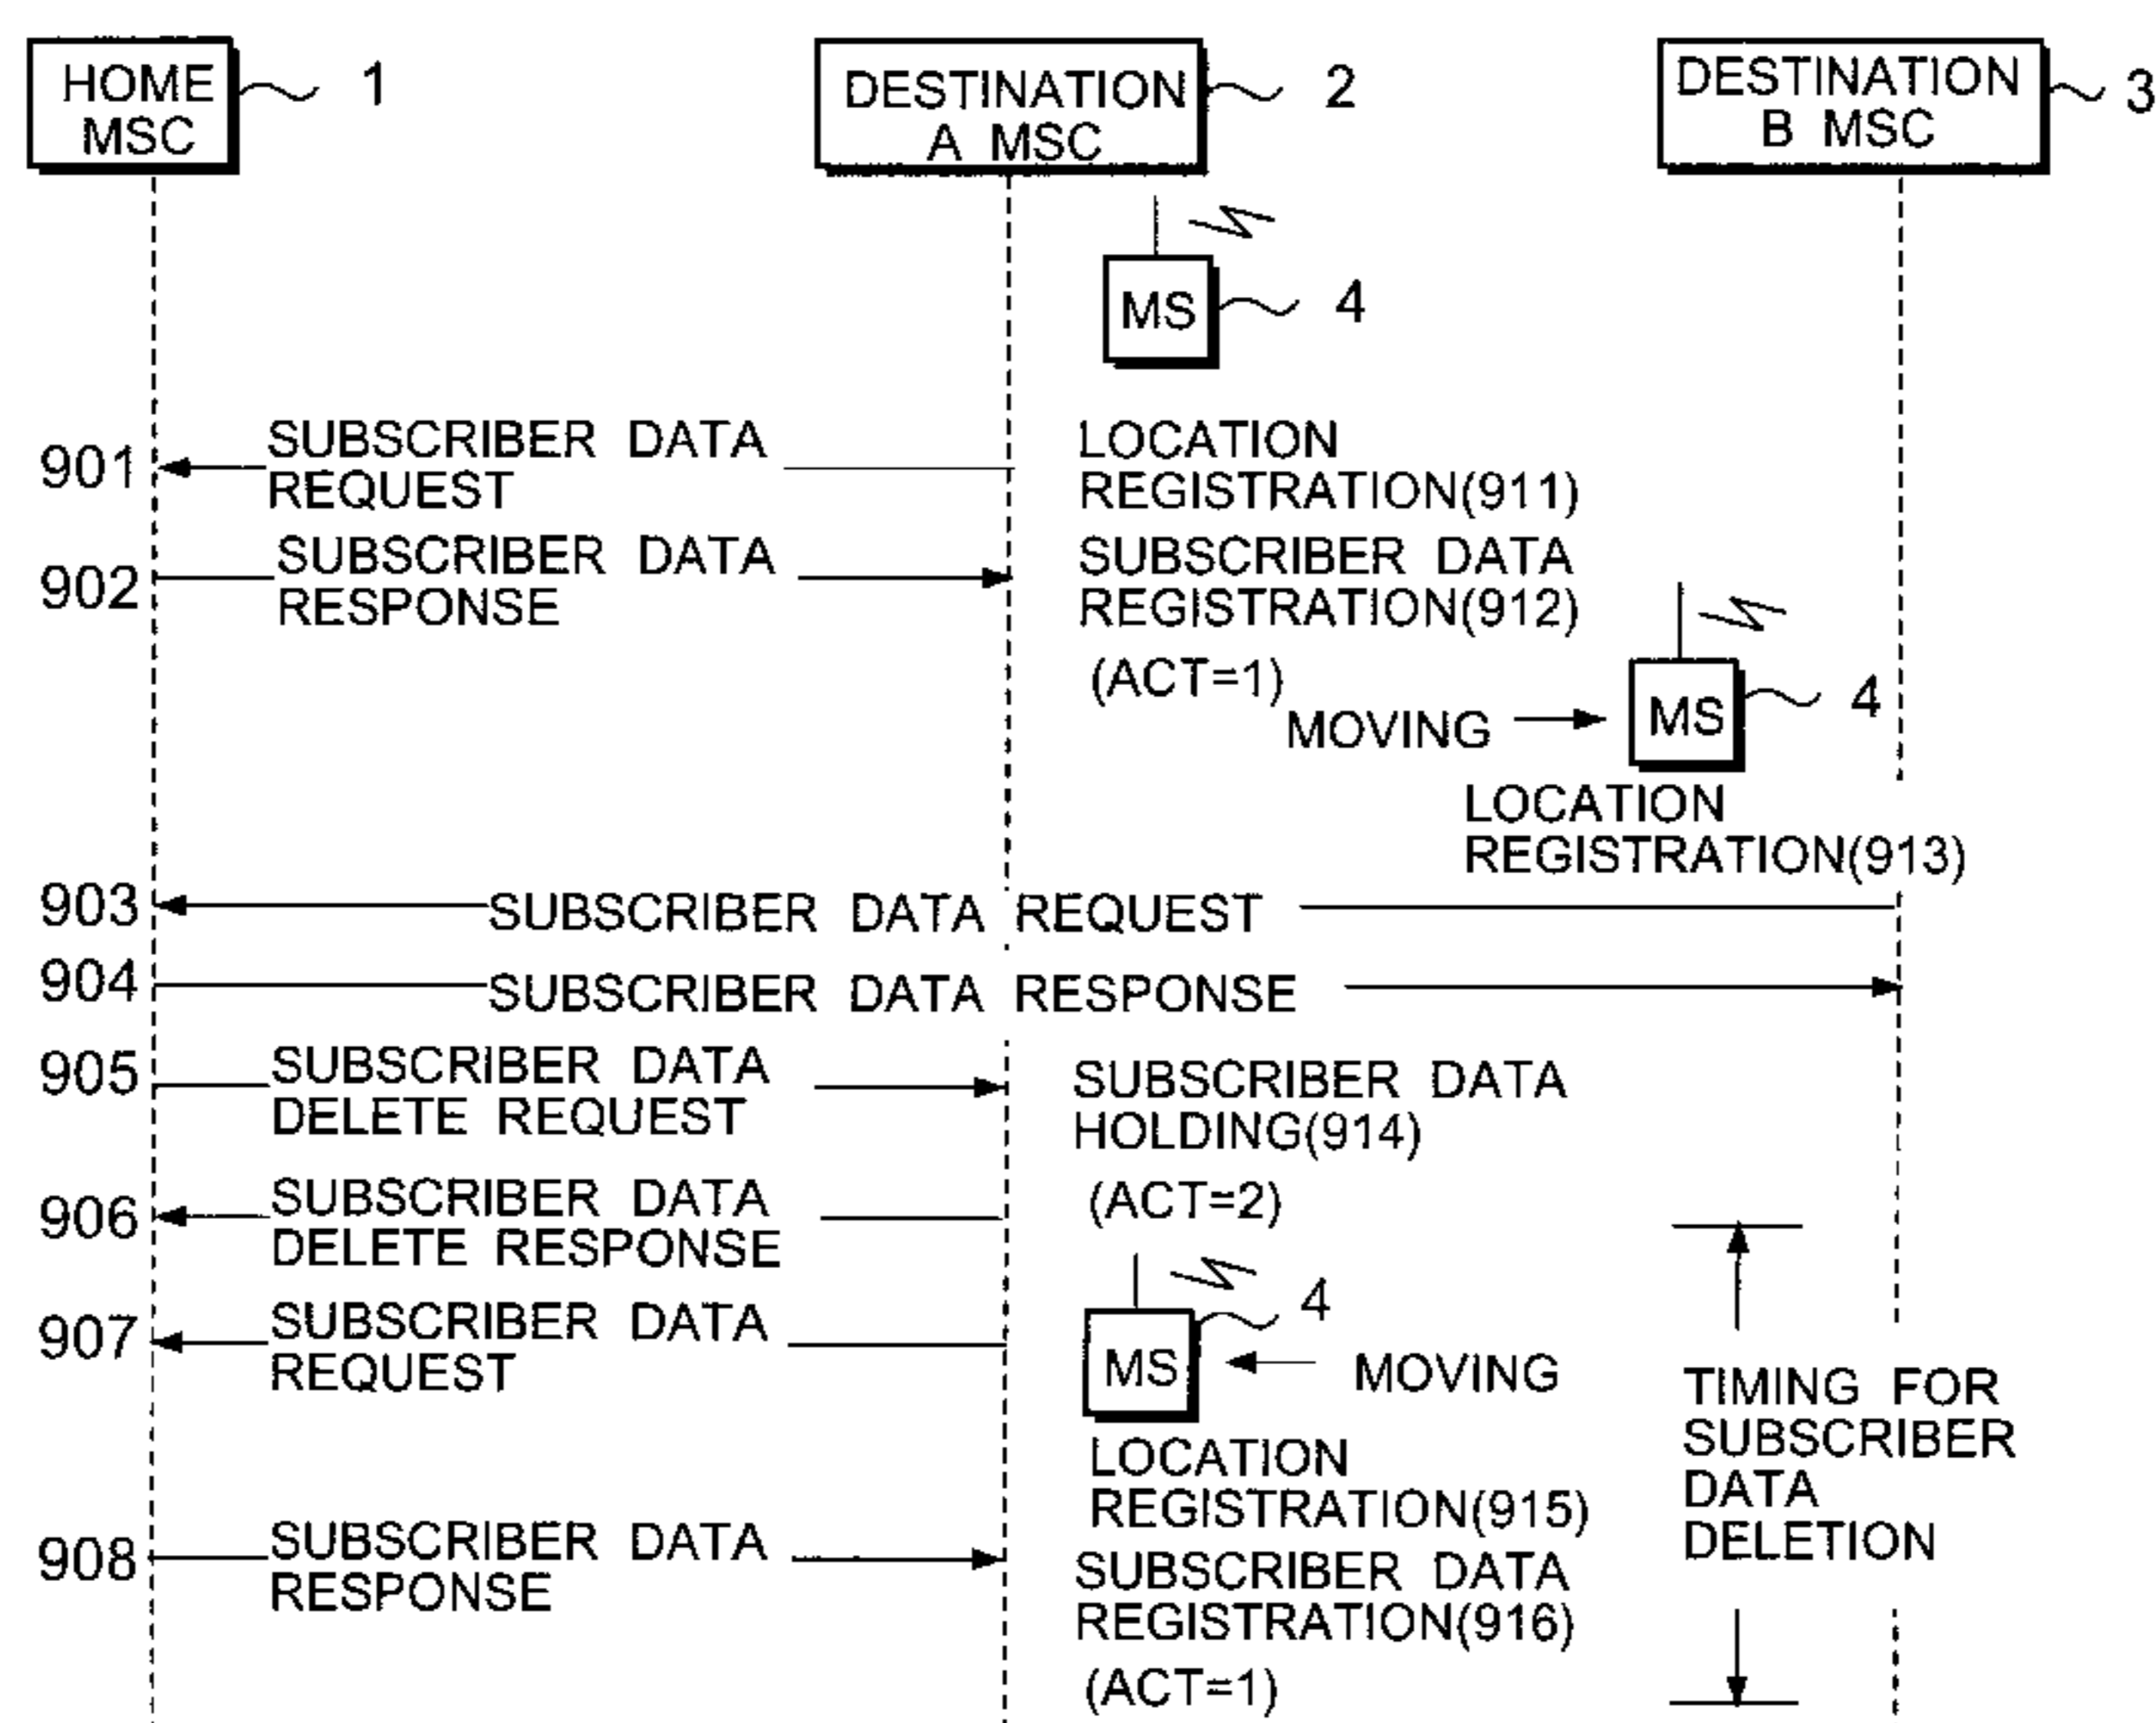 HOME
MSC
1
DESTINATION
A MSC
2
DESTINATION
B MSC
3
MS
4
901
SUBSCRIBER DATA
REQUEST
LOCATION
REGISTRATION(911)
902
SUBSCRIBER DATA
RESPONSE
SUBSCRIBER DATA
REGISTRATION(912)
(ACT=1)
MOVING
MS
4
LOCATION
REGISTRATION(913)
903
SUBSCRIBER DATA REQUEST
904
SUBSCRIBER DATA RESPONSE
905
SUBSCRIBER DATA
DELETE REQUEST
SUBSCRIBER DATA
HOLDING(914)
(ACT=2)
906
SUBSCRIBER DATA
DELETE RESPONSE
907
SUBSCRIBER DATA
REQUEST
MS
4
MOVING
LOCATION
REGISTRATION(915)
TIMING FOR
SUBSCRIBER
DATA
DELETION
908
SUBSCRIBER DATA
RESPONSE
SUBSCRIBER DATA
REGISTRATION(916)
(ACT=1)